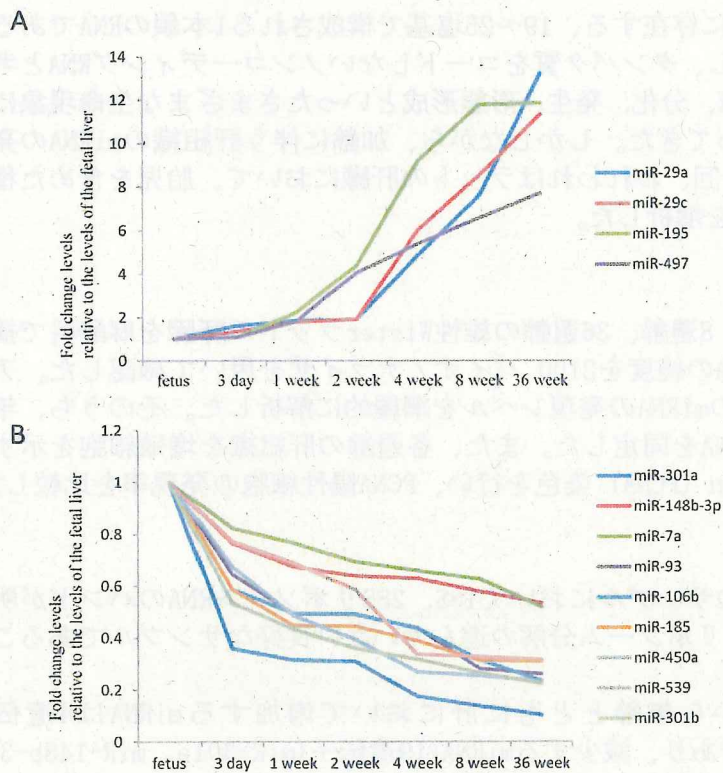 A
14
12
10
8
6
4
2
0
Fold change levels
relative to the levels of the fetal liver
fetus 3 day 1 week 2 week 4 week 8 week 36 week
miR-29a
miR-29c
miR-195
miR-497
B
1.2
1
0.8
0.6
0.4
0.2
0
Fold change levels
relative to the levels of the fetal liver
fetus 3 day 1 week 2 week 4 week 8 week 36 week
miR-301a
miR-148b-3p
miR-7a
miR-93
miR-106b
miR-185
miR-450a
miR-539
miR-301b